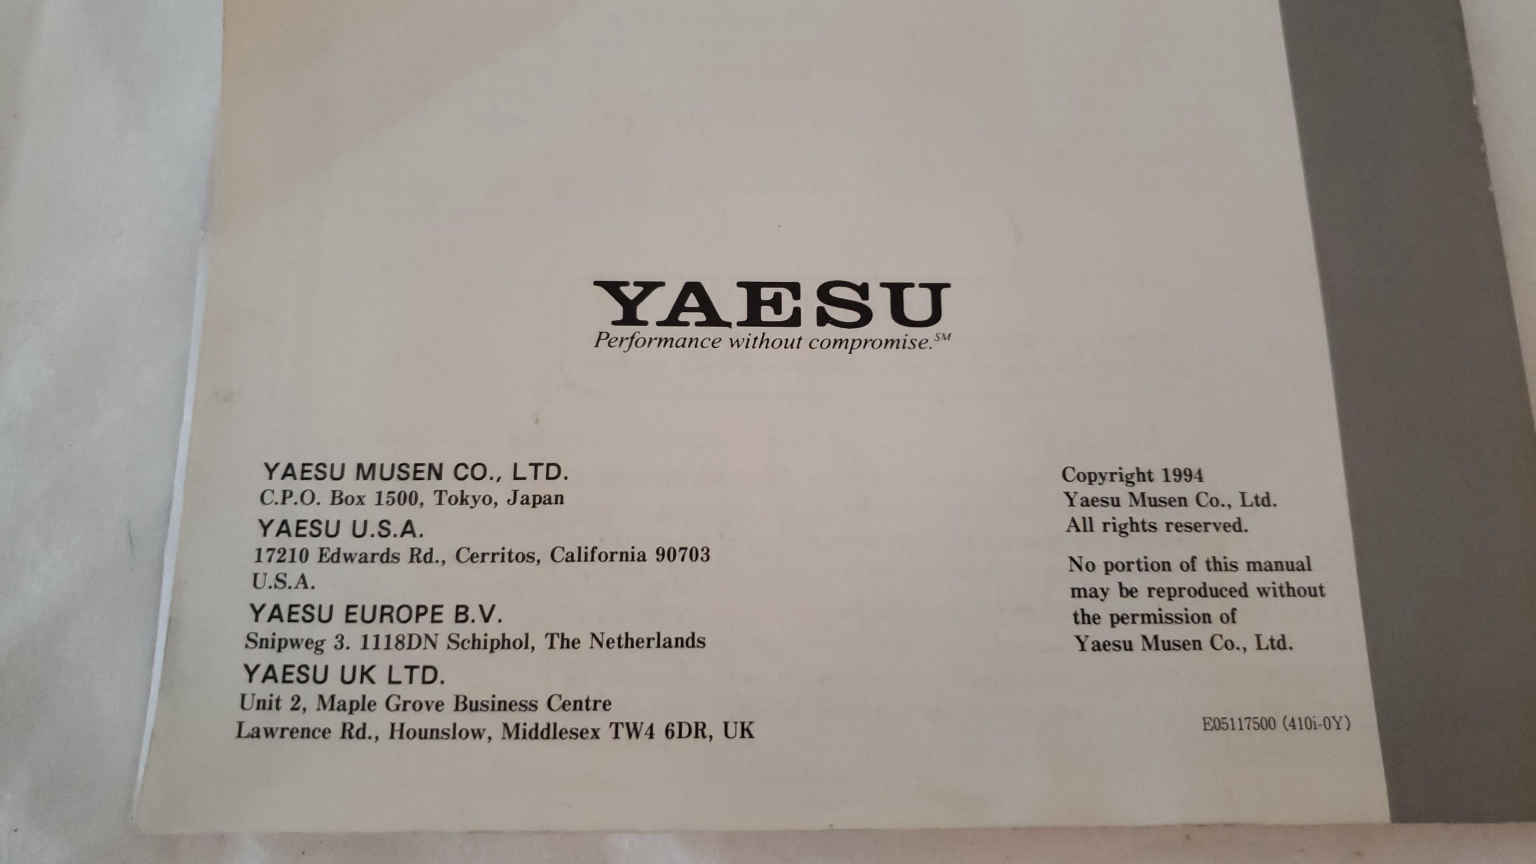 YAESU
Performance without compromise.SM
YAESU MUSEN CO., LTD.
C.P.O. Box 1500, Tokyo, Japan
YAESU U.S.A.
17210 Edwards Rd., Cerritos, California 90703
U.S.A.
YAESU EUROPE B.V.
Snipweg 3. 1118DN Schiphol, The Netherlands
YAESU UK LTD.
Unit 2, Maple Grove Business Centre
Lawrence Rd., Hounslow, Middlesex TW4 6DR, UK
Copyright 1994
Yaesu Musen Co., Ltd.
All rights reserved.
No portion of this manual
may be reproduced without
the permission of
Yaesu Musen Co., Ltd.
E05117500 (410i-0Y)